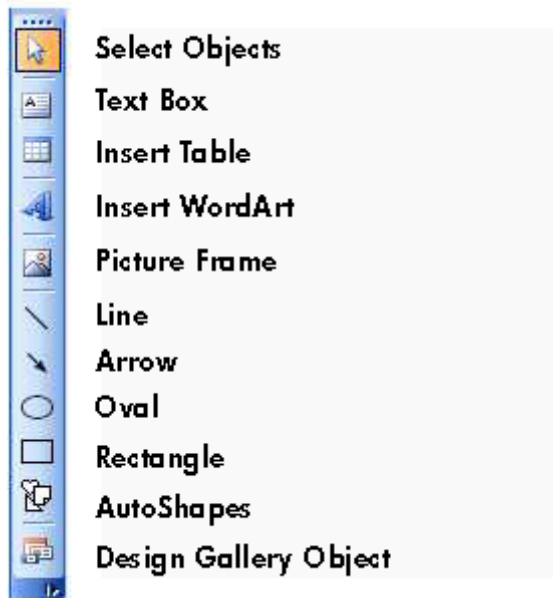 Select Objects
Text Box
Insert Table
Insert WordArt
Picture Frame
Line
Arrow
Oval
Rectangle
AutoShapes
Design Gallery Object